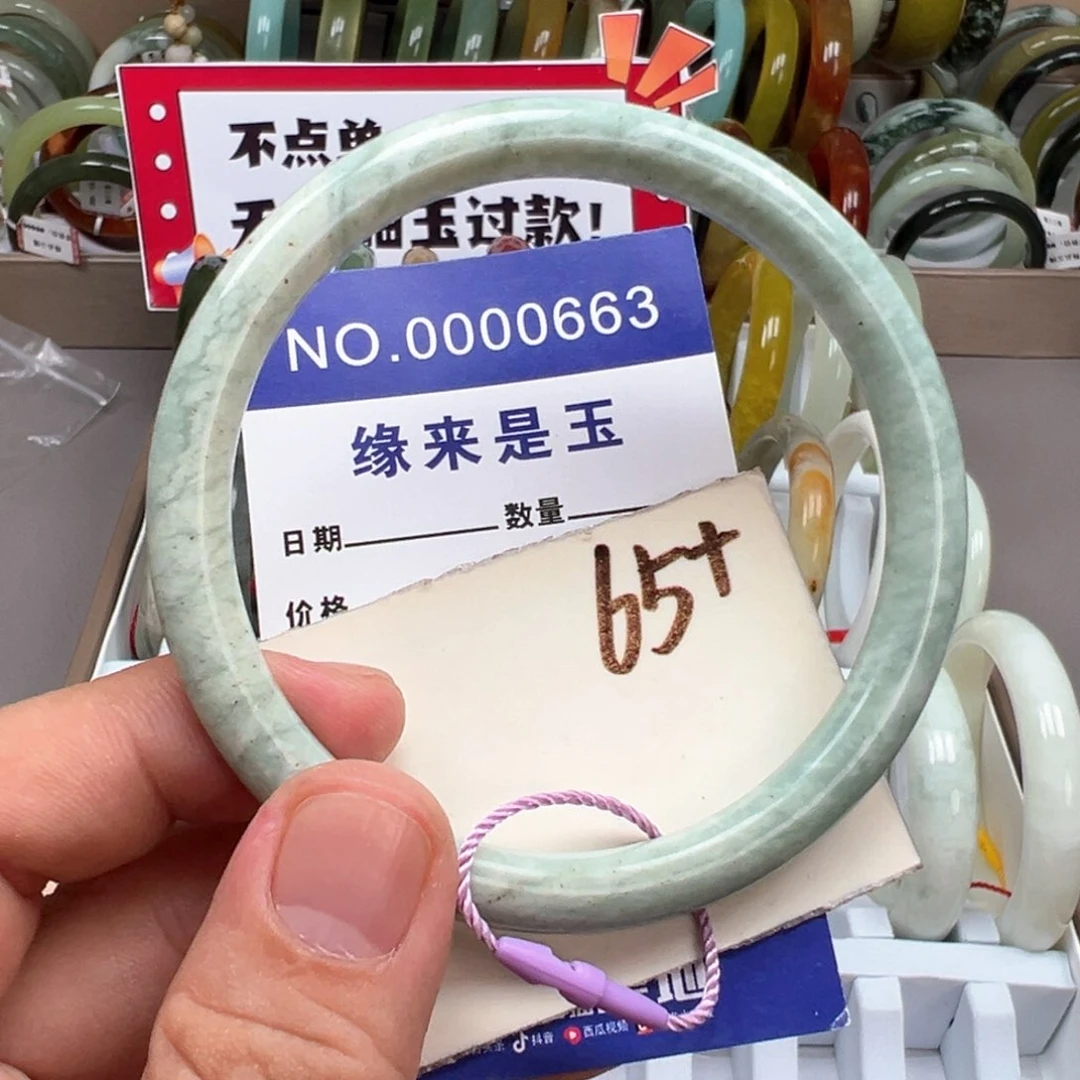 不点单
玉过款!
NO.0000663
缘来是玉
日期 数量
价格
65+
抖音 西瓜视频